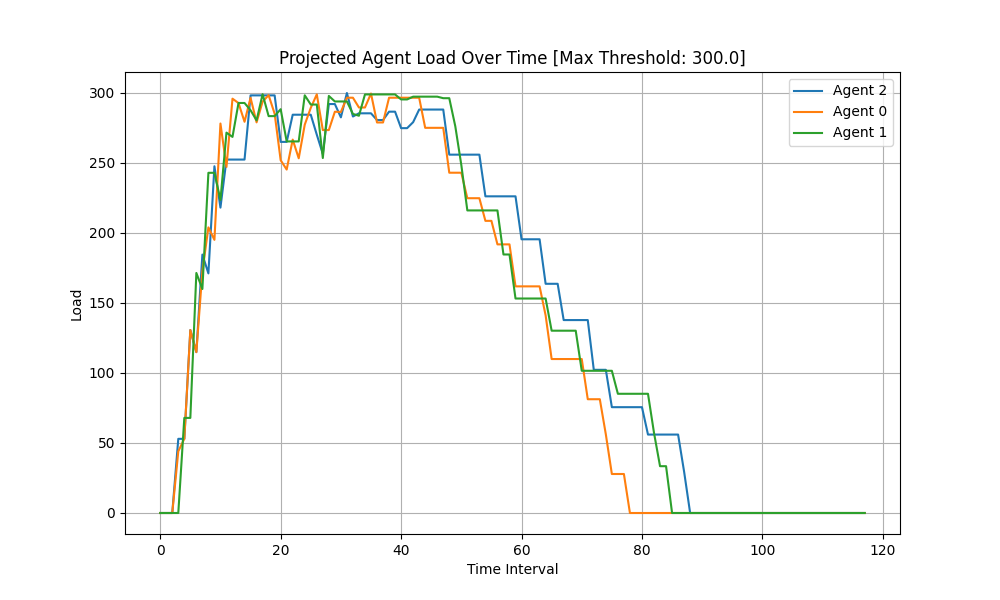 Projected Agent Load Over Time [Max Threshold: 300.0]
Agent 2
Agent 0
Agent 1
Load
300
250
200
150
100
50
0
0 20 40 60 80 100 120
Time Interval